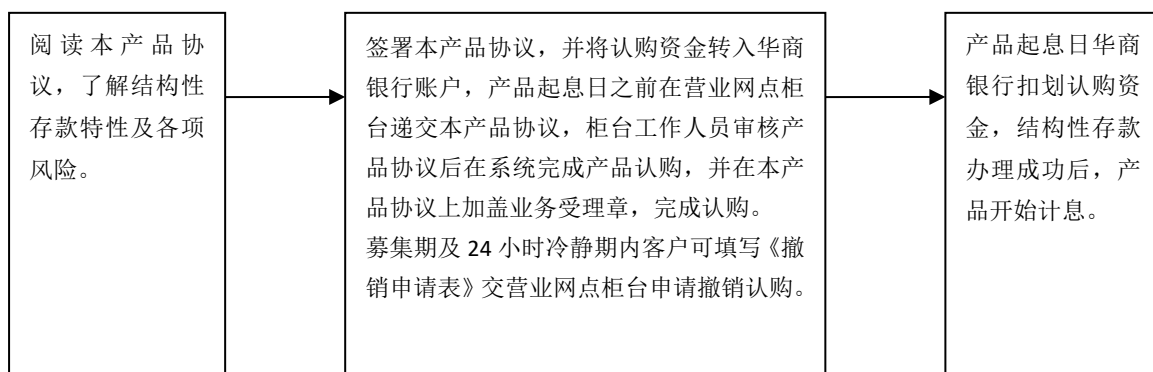 阅读本产品协
议，了解结构性
存款特性及各项
风险。
签署本产品协议，并将认购资金转入华商
银行账户，产品起息日之前在营业网点柜
台递交本产品协议，柜台工作人员审核产
品协议后在系统完成产品认购，并在本产
品协议上加盖业务受理章，完成认购。
募集期及 24 小时冷静期内客户可填写《撤
销申请表》交营业网点柜台申请撤销认购。
产品起息日华商
银行扣划认购资
金，结构性存款
办理成功后，产
品开始计息。